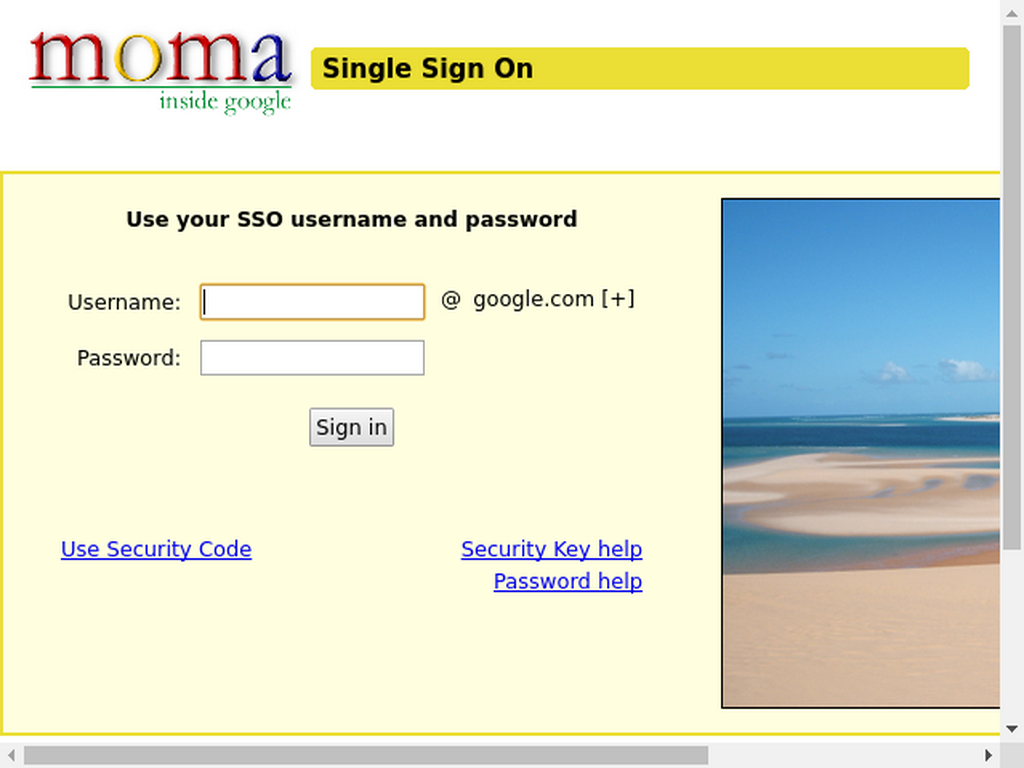 moma
inside google
Single Sign On
Use your SSO username and password
Username:
@ google.com [+]
Password:
Sign in
Use Security Code
Security Key help
Password help